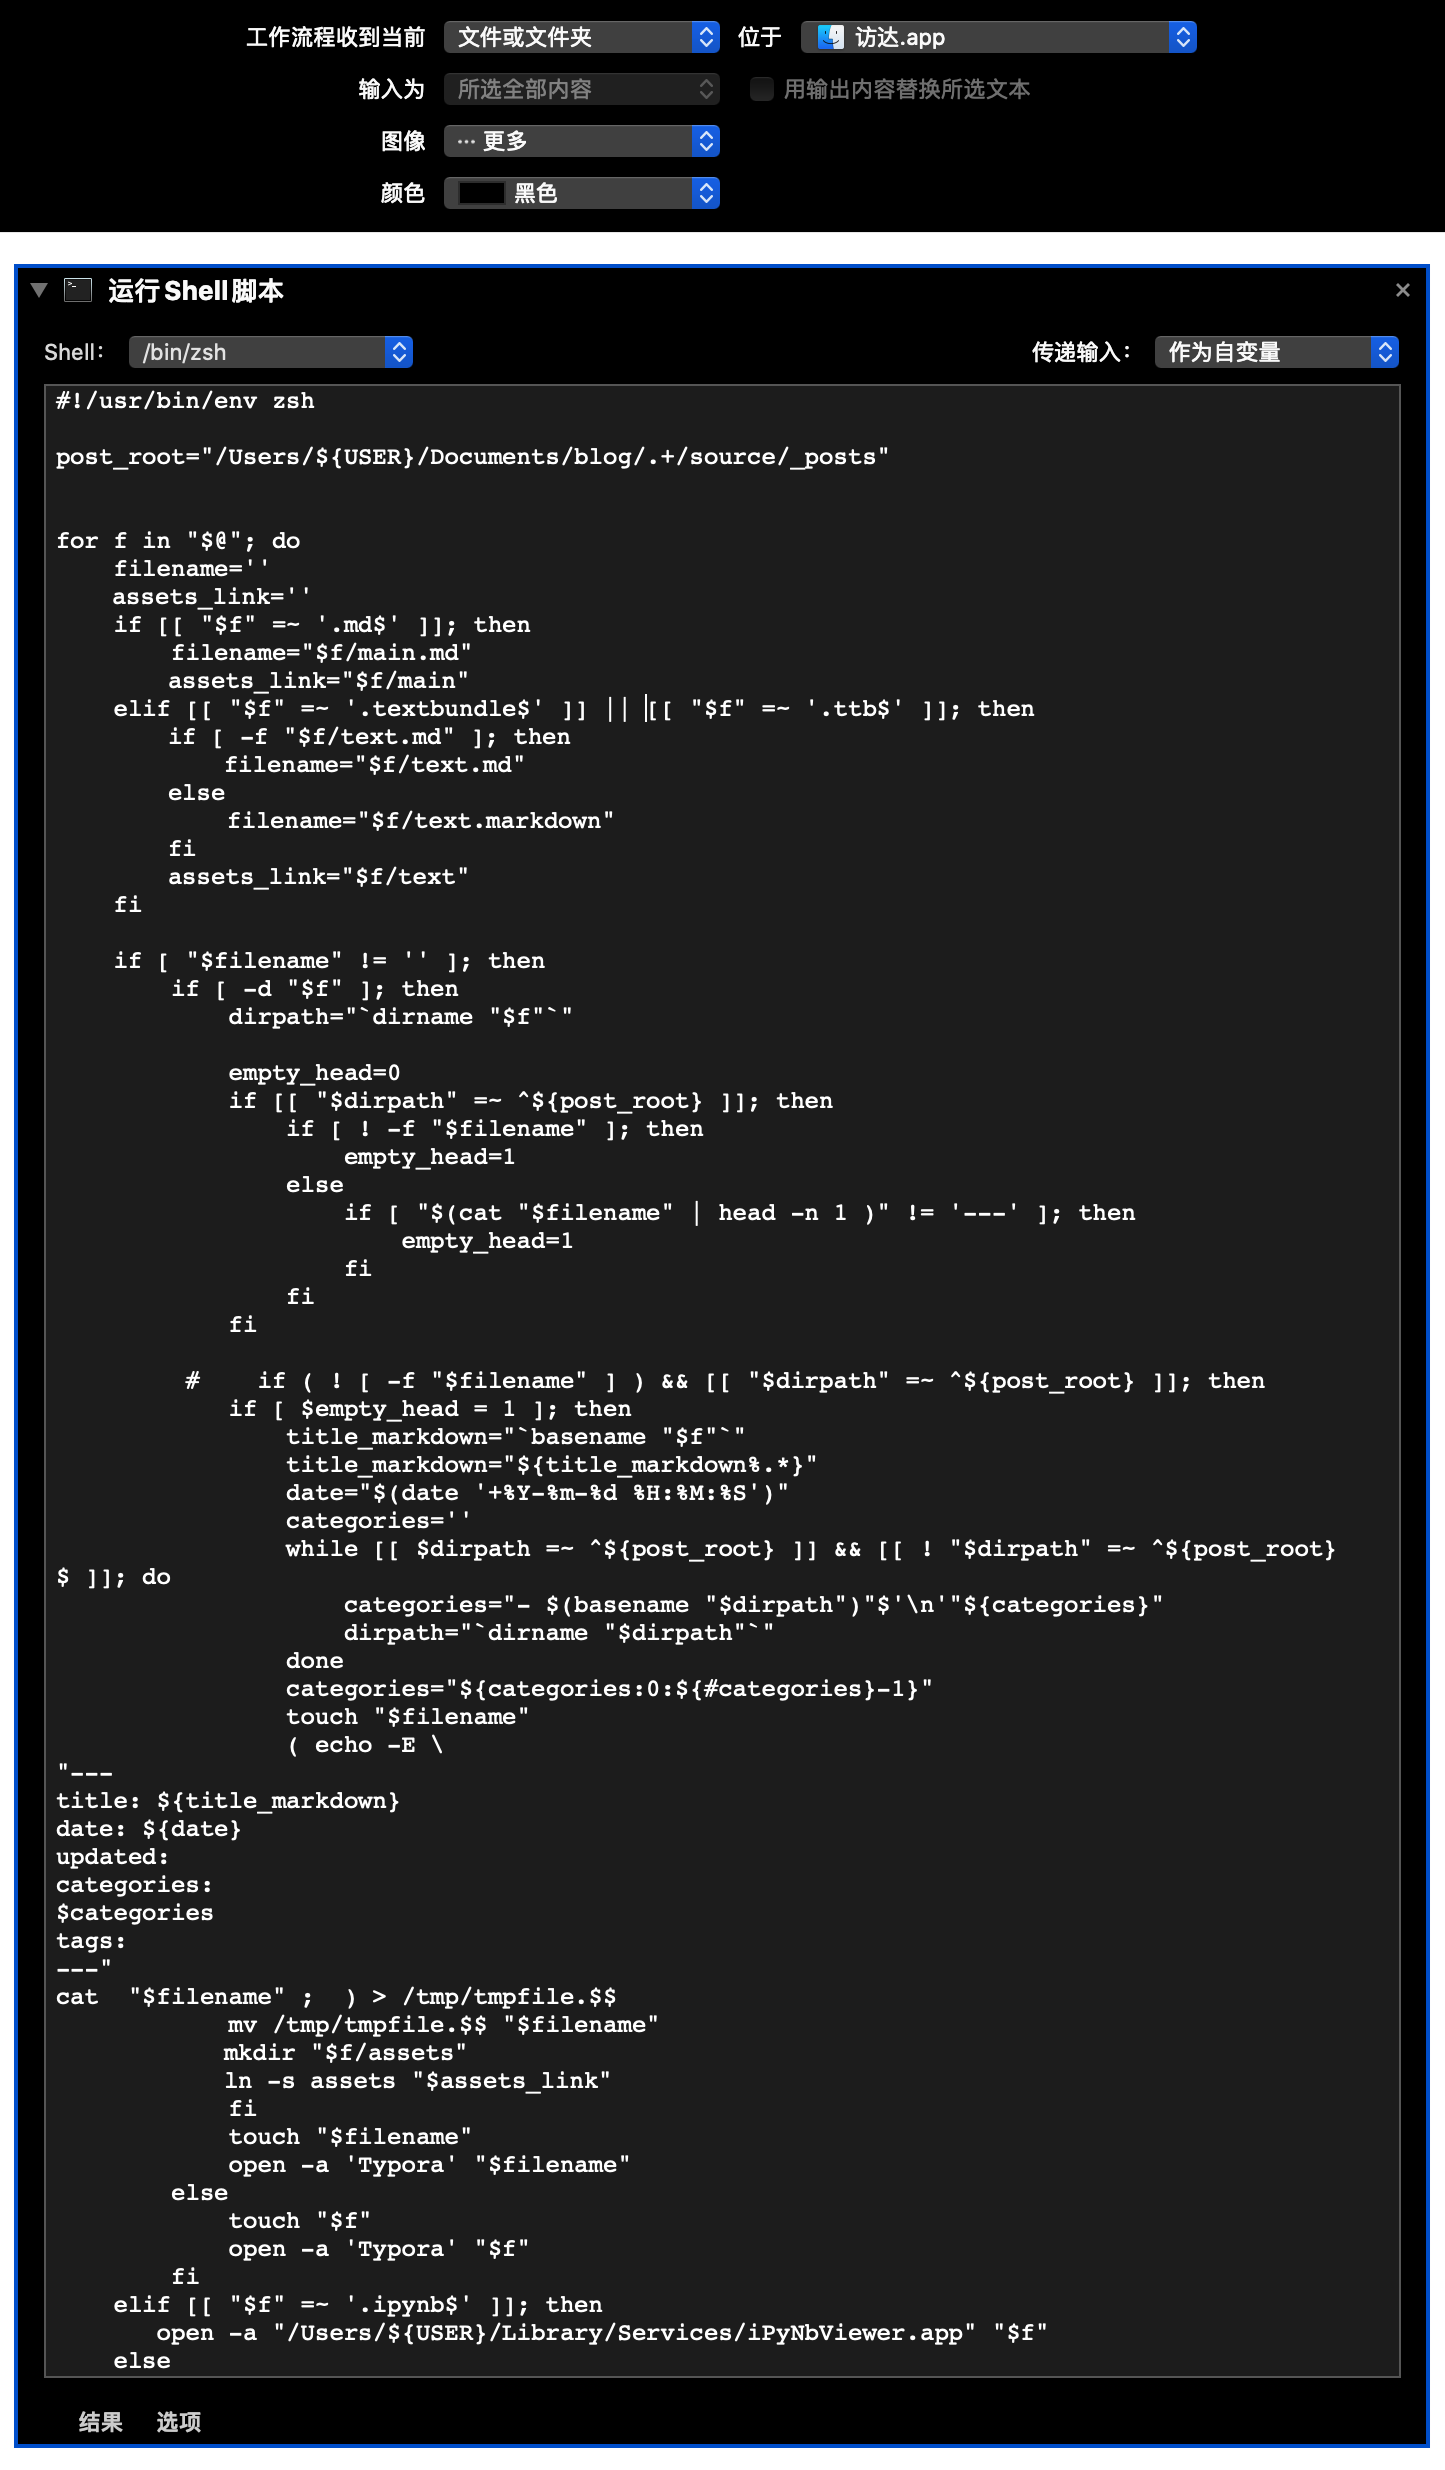 工作流程收到当前 文件或文件夹 位于 访达.app
输入为 所选全部内容 用输出内容替换所选文本
图像 ··· 更多
颜色 黑色
运行Shell脚本
Shell: /bin/zsh 传递输入: 作为自变量
#!/usr/bin/env zsh

post_root="/Users/${USER}/Documents/blog/.+/source/_posts"


for f in "$@"; do
    filename=''
    assets_link=''
    if [[ "$f" =~ '.md$' ]]; then
        filename="$f/main.md"
        assets_link="$f/main"
    elif [[ "$f" =~ '.textbundle$' ]] || [[ "$f" =~ '.ttb$' ]]; then
        if [ -f "$f/text.md" ]; then
            filename="$f/text.md"
        else
            filename="$f/text.markdown"
        fi
        assets_link="$f/text"
    fi

    if [ "$filename" != '' ]; then
        if [ -d "$f" ]; then
            dirpath="`dirname "$f"`"

            empty_head=0
            if [[ "$dirpath" =~ ^${post_root} ]]; then
                if [ ! -f "$filename" ]; then
                    empty_head=1
                else
                    if [ "$(cat "$filename" | head -n 1 )" != '---' ]; then
                        empty_head=1
                    fi
                fi
            fi

         #    if ( ! [ -f "$filename" ] ) && [[ "$dirpath" =~ ^${post_root} ]]; then
            if [ $empty_head = 1 ]; then
                title_markdown="`basename "$f"`"
                title_markdown="${title_markdown%.*}"
                date="$(date '+%Y-%m-%d %H:%M:%S')"
                categories=''
                while [[ $dirpath =~ ^${post_root} ]] && [[ ! "$dirpath" =~ ^${post_root}
$ ]]; do
                    categories="- $(basename "$dirpath")"$'\n'"${categories}"
                    dirpath="`dirname "$dirpath"`"
                done
                categories="${categories:0:${#categories}-1}"
                touch "$filename"
                ( echo -E \
"---
title: ${title_markdown}
date: ${date}
updated:
categories:
$categories
tags:
---"
cat  "$filename" ;  ) > /tmp/tmpfile.$$
            mv /tmp/tmpfile.$$ "$filename"
            mkdir "$f/assets"
            ln -s assets "$assets_link"
            fi
            touch "$filename"
            open -a 'Typora' "$filename"
        else
            touch "$f"
            open -a 'Typora' "$f"
        fi
    elif [[ "$f" =~ '.ipynb$' ]]; then
       open -a "/Users/${USER}/Library/Services/iPyNbViewer.app" "$f"
    else
结果 选项